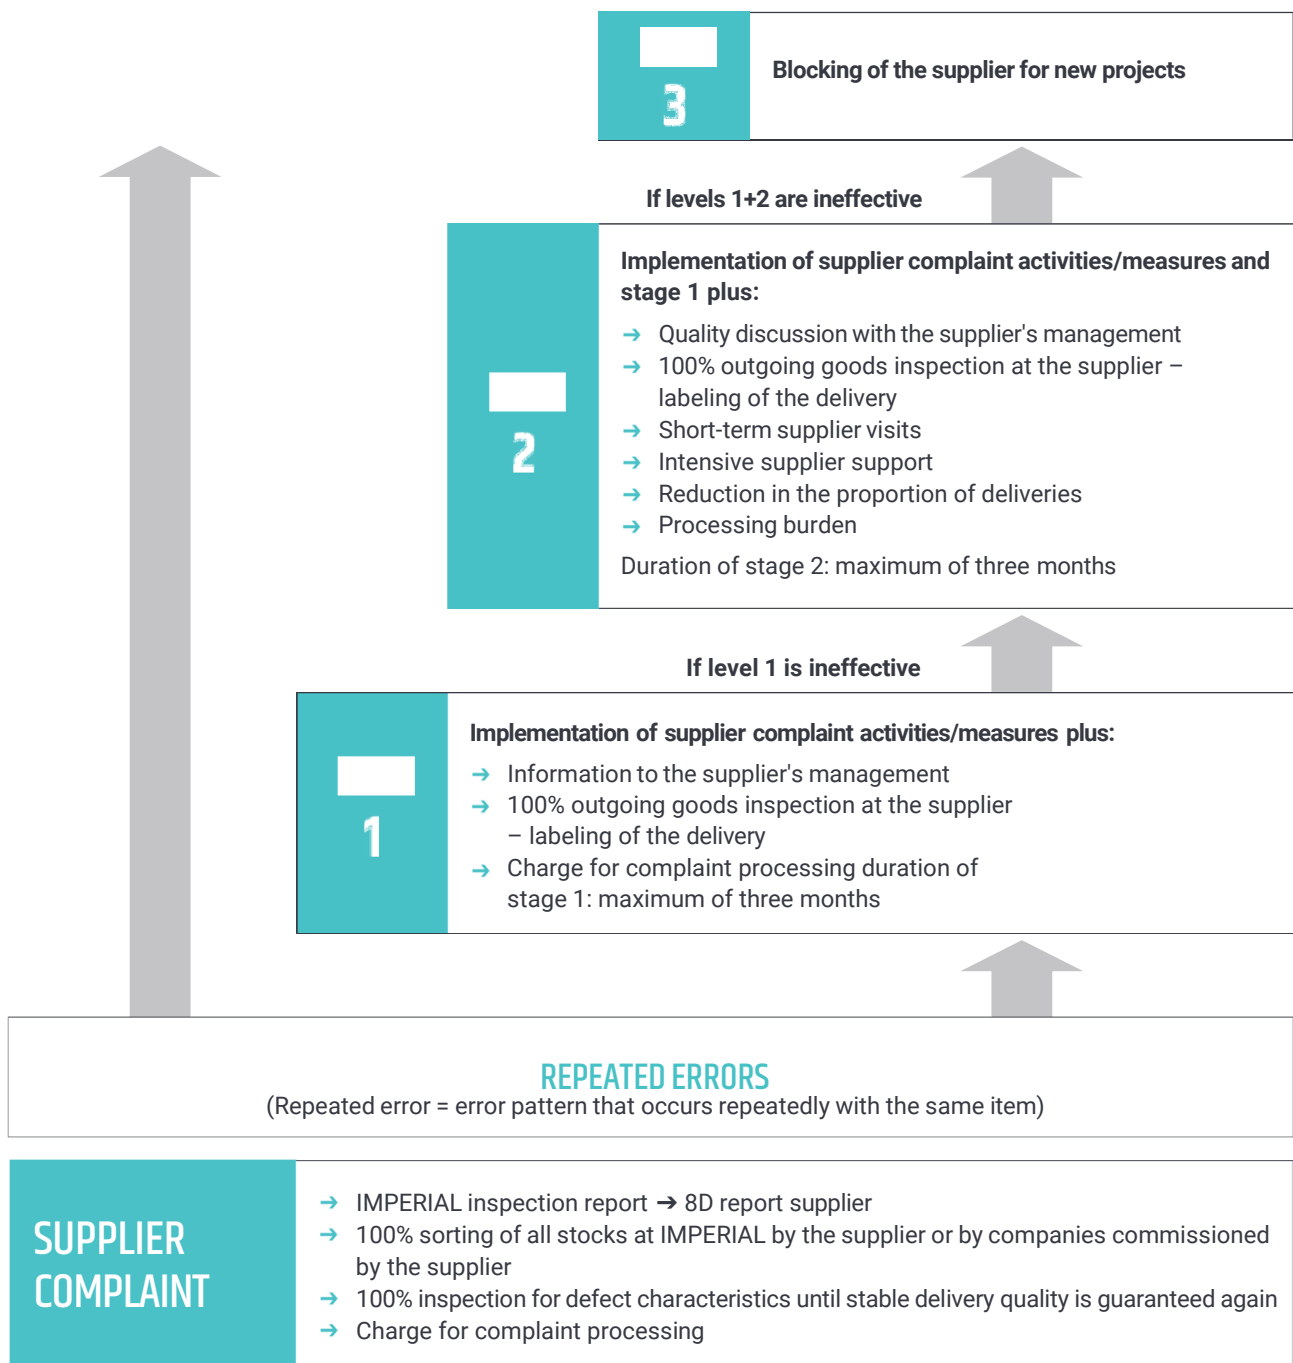 3
Blocking of the supplier for new projects
If levels 1+2 are ineffective
2
Implementation of supplier complaint activities/measures and
stage 1 plus:
➔ Quality discussion with the supplier's management
➔ 100% outgoing goods inspection at the supplier –
labeling of the delivery
➔ Short-term supplier visits
➔ Intensive supplier support
➔ Reduction in the proportion of deliveries
➔ Processing burden
Duration of stage 2: maximum of three months
If level 1 is ineffective
1
Implementation of supplier complaint activities/measures plus:
➔ Information to the supplier's management
➔ 100% outgoing goods inspection at the supplier
– labeling of the delivery
➔ Charge for complaint processing duration of
stage 1: maximum of three months
REPEATED ERRORS
(Repeated error = error pattern that occurs repeatedly with the same item)
SUPPLIER
COMPLAINT
➔ IMPERIAL inspection report ➔ 8D report supplier
➔ 100% sorting of all stocks at IMPERIAL by the supplier or by companies commissioned
by the supplier
➔ 100% inspection for defect characteristics until stable delivery quality is guaranteed again
➔ Charge for complaint processing